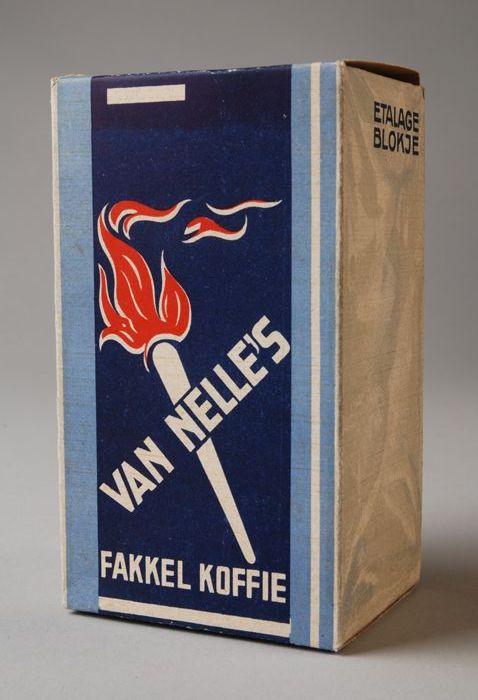 VAN NELLE'S
FAKKEL KOFFIE
ETALAGE
BLOKJE